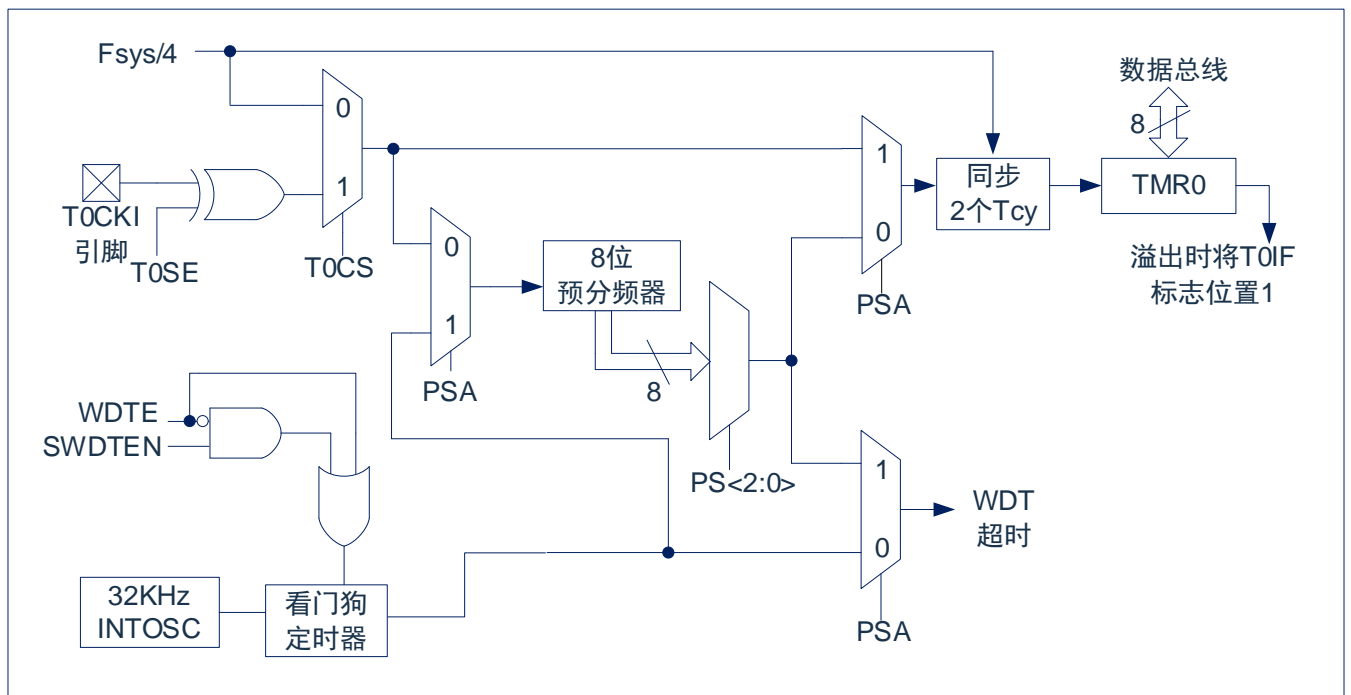 Fsys/4
数据总线
8
0
1
T0CKI
引脚
T0SE
T0CS
0
1
PSA
8位
预分频器
8
PS<2:0>
1
0
PSA
同步
2个Tcy
TMR0
溢出时将T0IF
标志位置1
WDTE
SWDTEN
32KHz
INTOSC
看门狗
定时器
1
0
PSA
WDT
超时